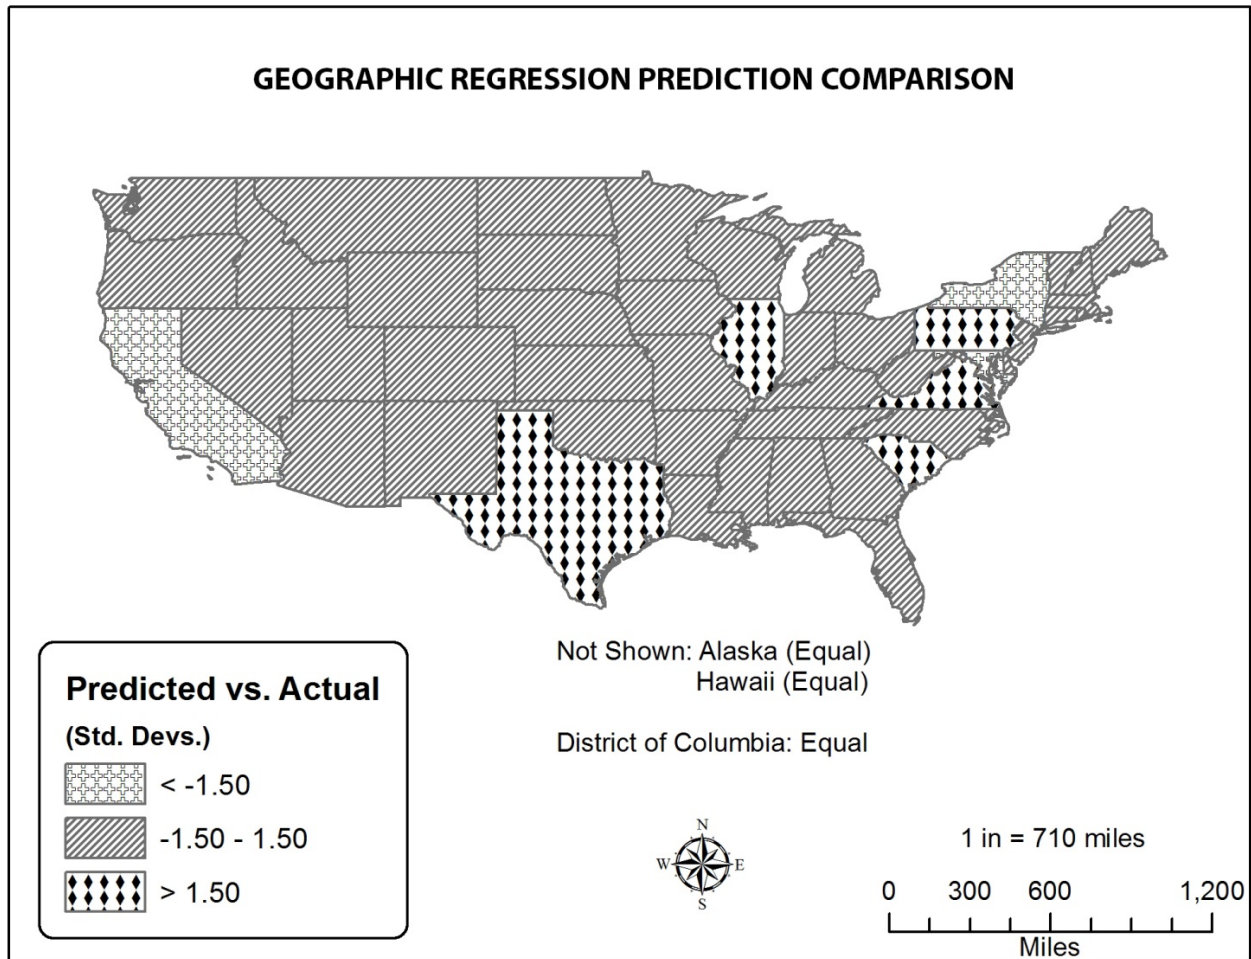 GEOGRAPHIC REGRESSION PREDICTION COMPARISON
Not Shown: Alaska (Equal)
Hawaii (Equal)
District of Columbia: Equal
Predicted vs. Actual
(Std. Devs.)
< -1.50
-1.50 - 1.50
> 1.50
N
W E
S
1 in = 710 miles
0 300 600 1,200
Miles